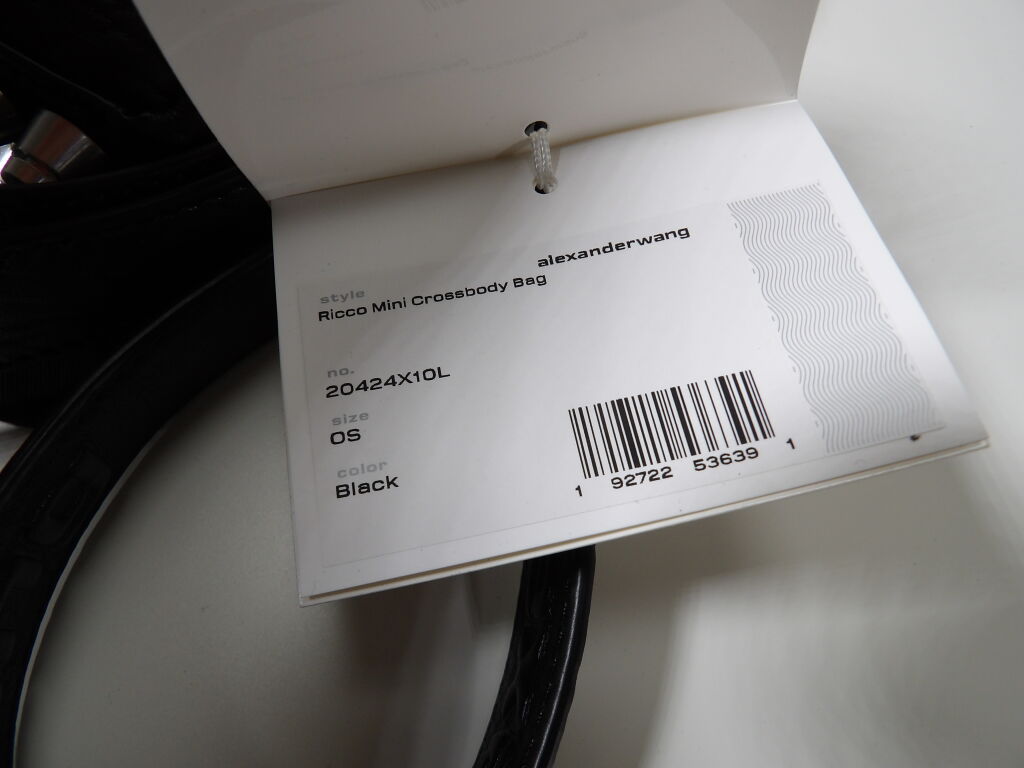 alexanderwang
style
Ricco Mini Crossbody Bag
no.
20424X10L
size
OS
color
Black
1 92722 53639 1